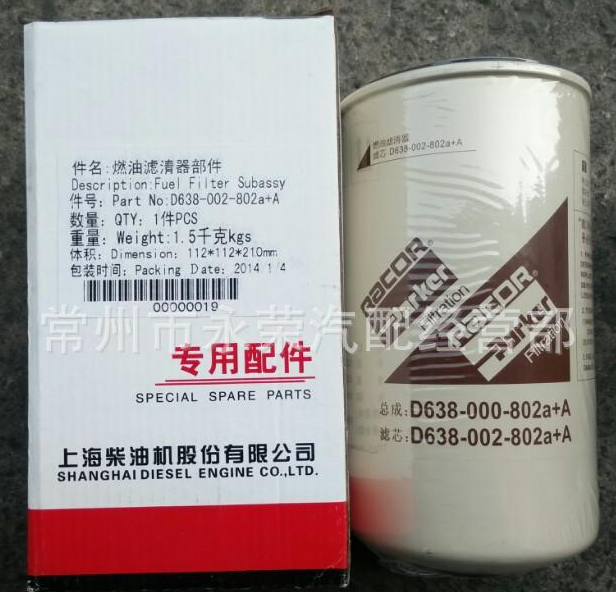 件名:燃油滤清器部件
Description:Fuel Filter Subassy
件号: Part No:D638-002-802a+A
数量: QTY: 1件PCS
重量: Weight:1.5千克kgs
体积: Dimension: 112*112*210mm
包装时间: Packing Date: 2014 1/4
00000019
专用配件
SPECIAL SPARE PARTS
上海柴油机股份有限公司
SHANGHAI DIESEL ENGINE CO.,LTD.
燃油滤清器
滤芯 D638-002-802a+A
RACOR
Parker
Filtration
RACOR
Parker
Filtration
总成: D638-000-802a+A
滤芯: D638-002-802a+A
常州市永荣汽配经营部